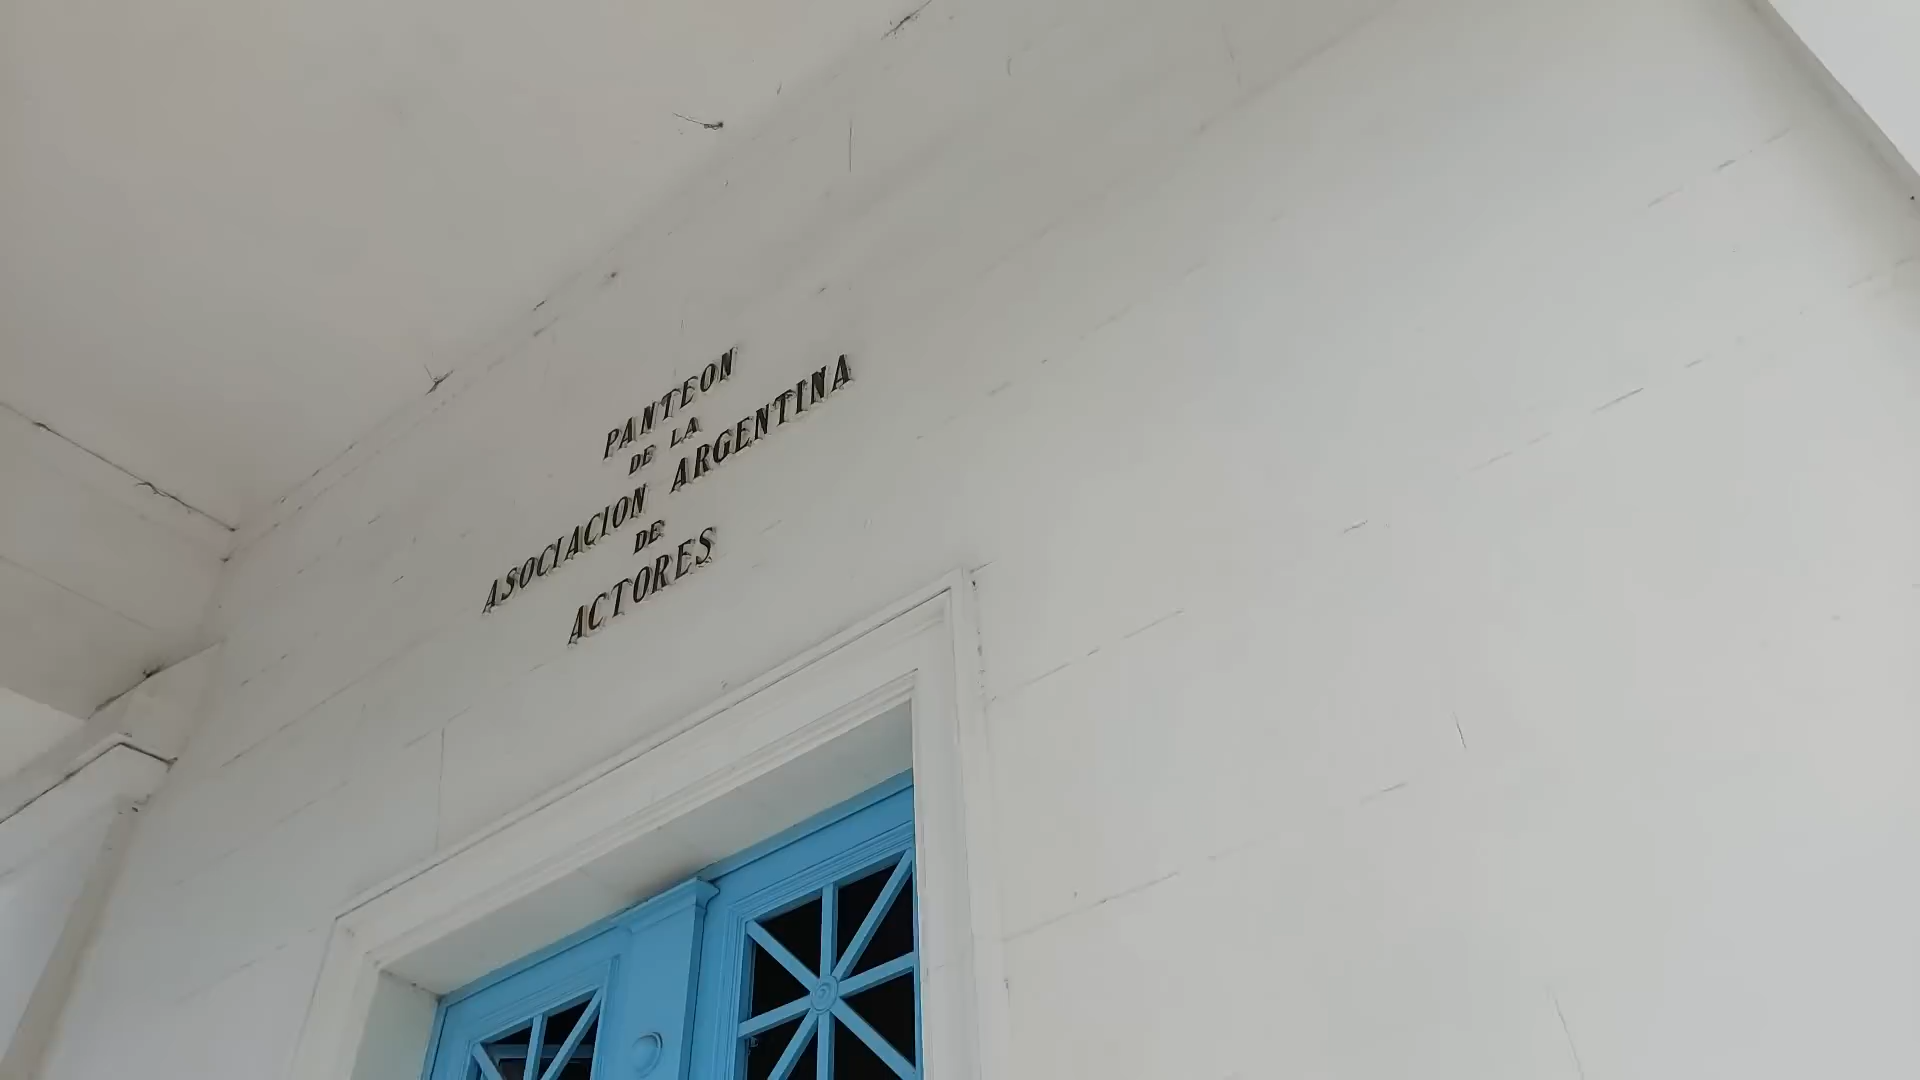 PANTEON
DE LA
ASOCIACION ARGENTINA
DE
ACTORES